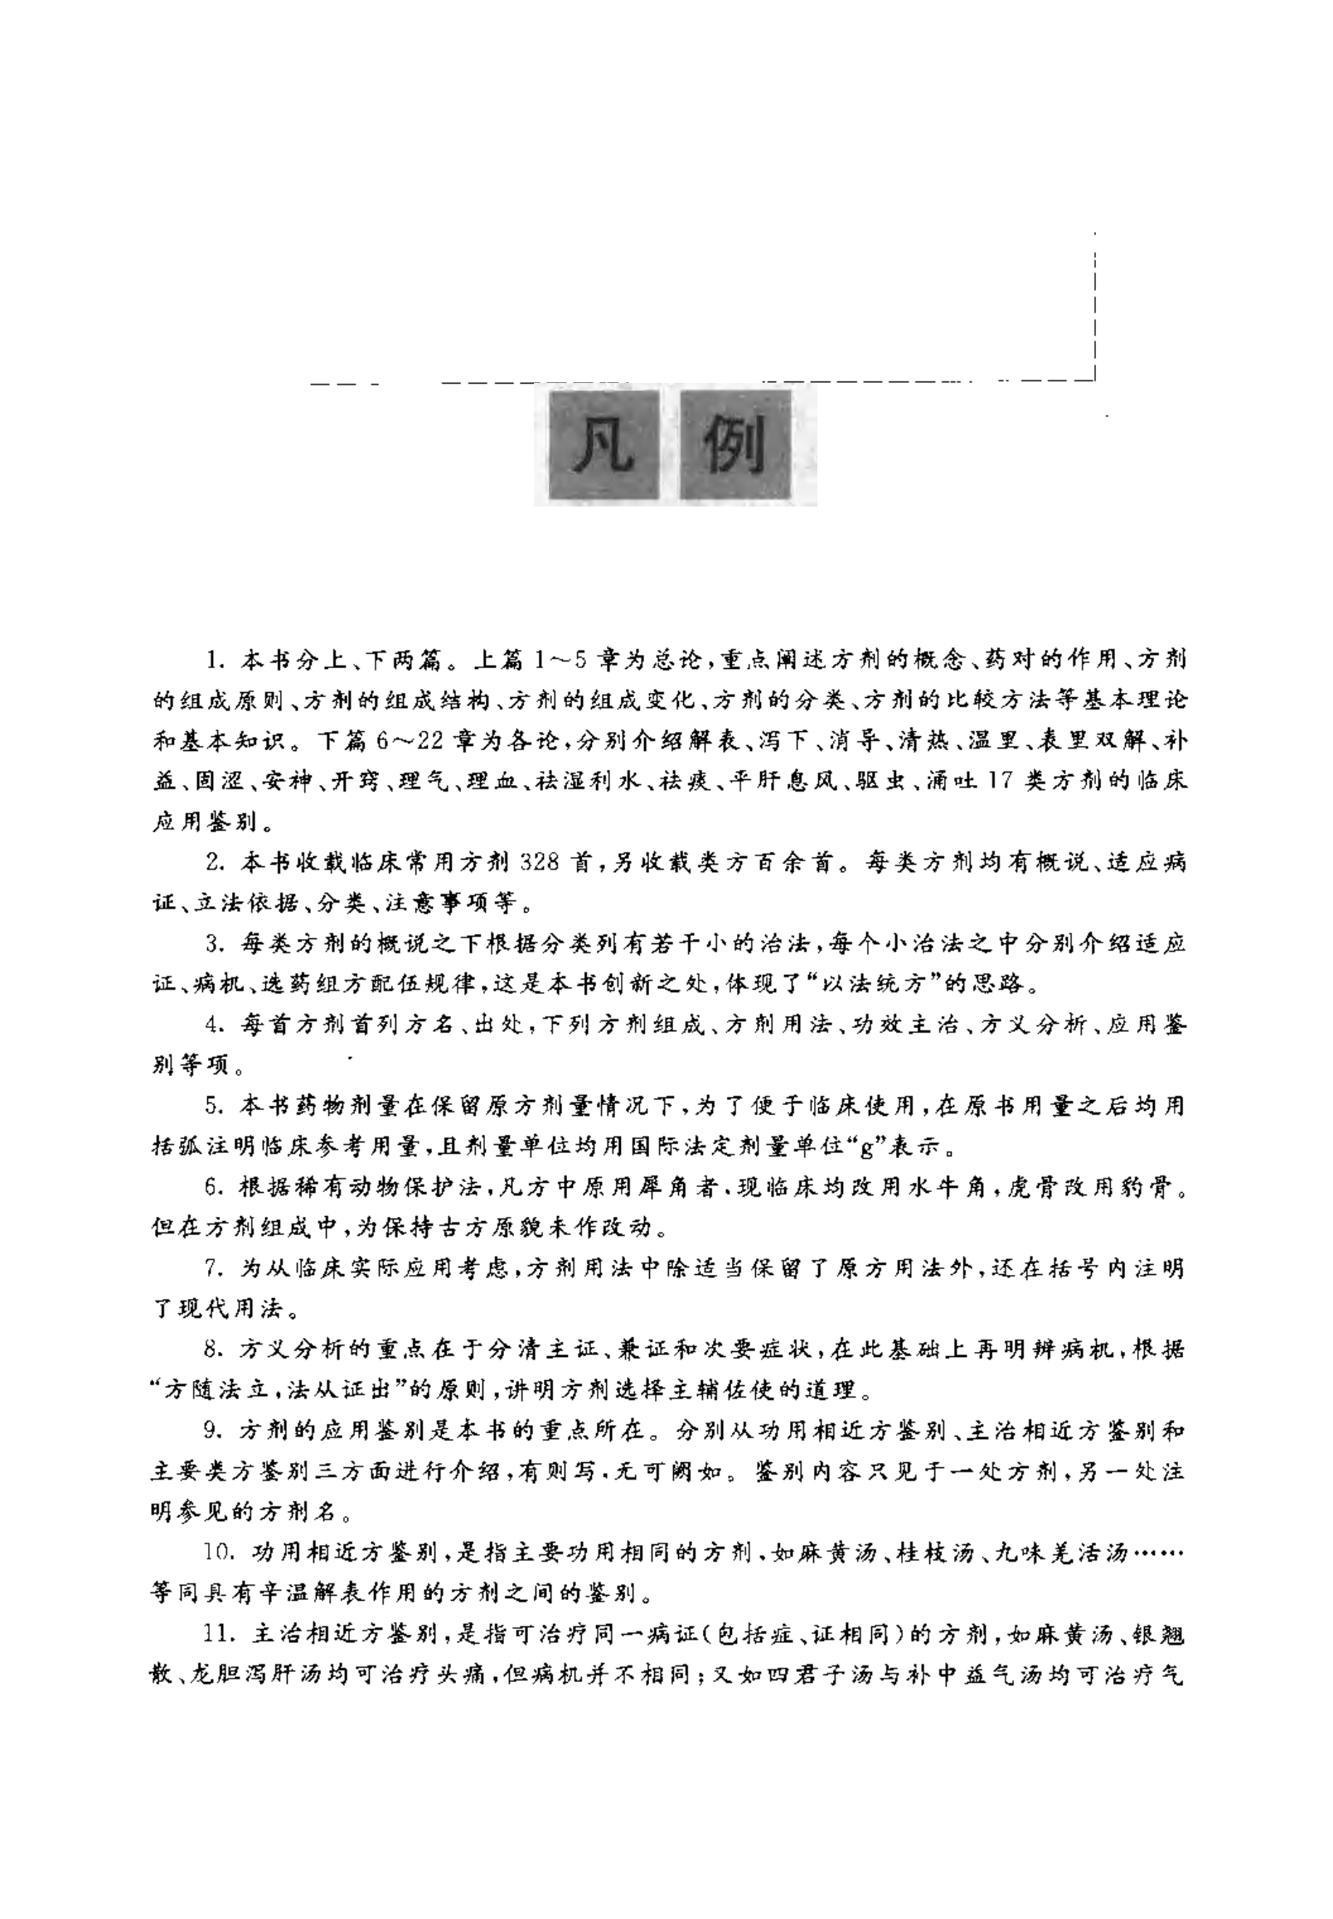 凡例
1. 本书分上、下两篇。上篇 1～5 章为总论,重点阐述方剂的概念、药对的作用、方剂
的组成原则、方剂的组成结构、方剂的组成变化、方剂的分类、方剂的比较方法等基本理论
和基本知识。下篇 6～22 章为各论,分别介绍解表、泻下、消导、清热、温里、表里双解、补
益、固涩、安神、开窍、理气、理血、祛湿利水、祛痰、平肝息风、驱虫、涌吐 17 类方剂的临床
应用鉴别。
2. 本书收载临床常用方剂 328 首,另收载类方百余首。每类方剂均有概说、适应病
证、立法依据、分类、注意事项等。
3. 每类方剂的概说之下根据分类列有若干小的治法,每个小治法之中分别介绍适应
证、病机、选药组方配伍规律,这是本书创新之处,体现了“以法统方”的思路。
4. 每首方剂首列方名、出处,下列方剂组成、方剂用法、功效主治、方义分析、应用鉴
别等项。
5. 本书药物剂量在保留原方剂量情况下,为了便于临床使用,在原书用量之后均用
括弧注明临床参考用量,且剂量单位均用国际法定剂量单位“g”表示。
6. 根据稀有动物保护法,凡方中原用犀角者,现临床均改用水牛角,虎骨改用豹骨。
但在方剂组成中,为保持古方原貌未作改动。
7. 为从临床实际应用考虑,方剂用法中除适当保留了原方用法外,还在括号内注明
了现代用法。
8. 方义分析的重点在于分清主证、兼证和次要症状,在此基础上再明辨病机,根据
“方随法立,法从证出”的原则,讲明方剂选择主辅佐使的道理。
9. 方剂的应用鉴别是本书的重点所在。分别从功用相近方鉴别、主治相近方鉴别和
主要类方鉴别三方面进行介绍,有则写,无可阙如。鉴别内容只见于一处方剂,另一处注
明参见的方剂名。
10. 功用相近方鉴别,是指主要功用相同的方剂,如麻黄汤、桂枝汤、九味羌活汤……
等同具有辛温解表作用的方剂之间的鉴别。
11. 主治相近方鉴别,是指可治疗同一病证(包括症、证相同)的方剂,如麻黄汤、银翘
散、龙胆泻肝汤均可治疗头痛,但病机并不相同;又如四君子汤与补中益气汤均可治疗气